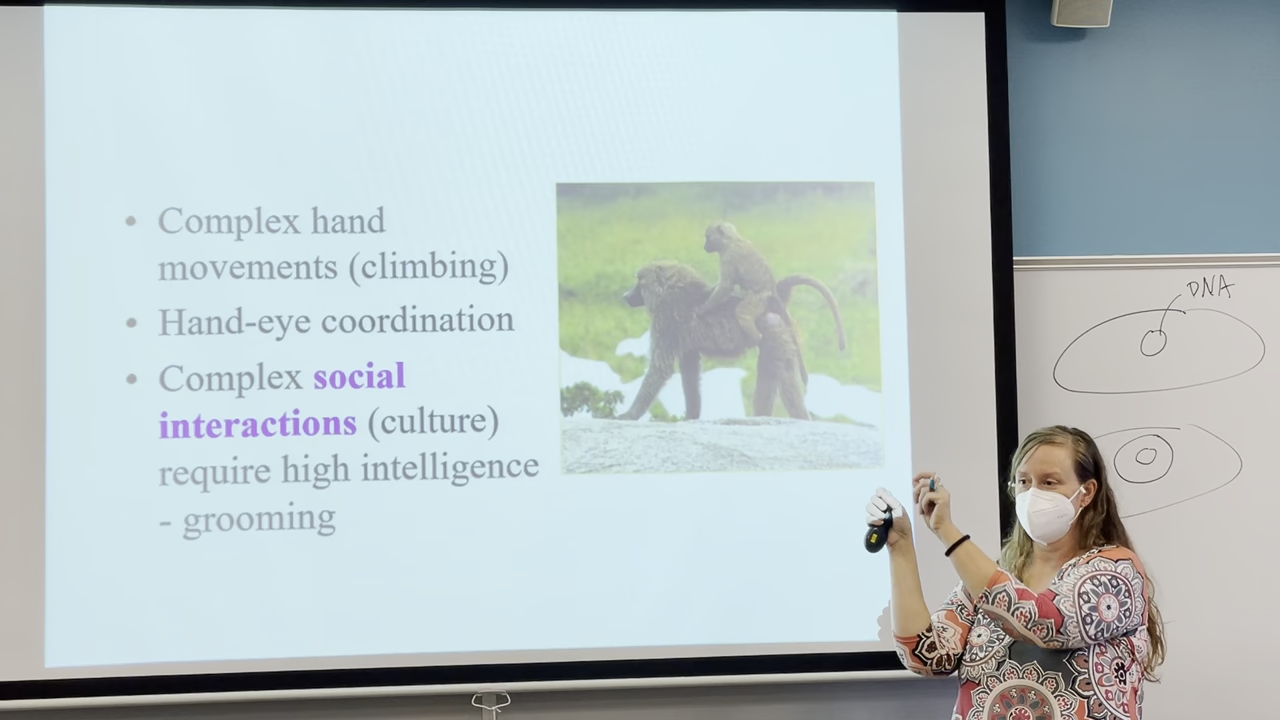 • Complex hand
movements (climbing)
• Hand-eye coordination
• Complex social
interactions (culture)
require high intelligence
- grooming
DNA